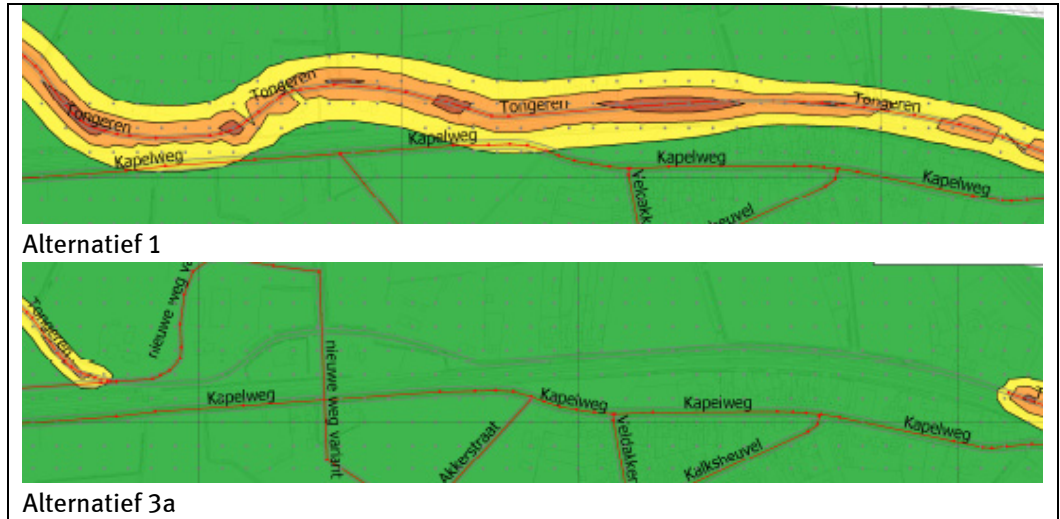 Tongeren
Tongeren
Tongeren
Tongeren
Kapelweg
Kapelweg
Kapelweg
Kapelweg
Alternatief 1
Tongeren
nieuwe weg
nieuwe weg variant
Kapelweg
Kapelweg
Kapelweg
Kapelweg
Akkerstraat
Veldakker
Kalksheuvel
Alternatief 3a